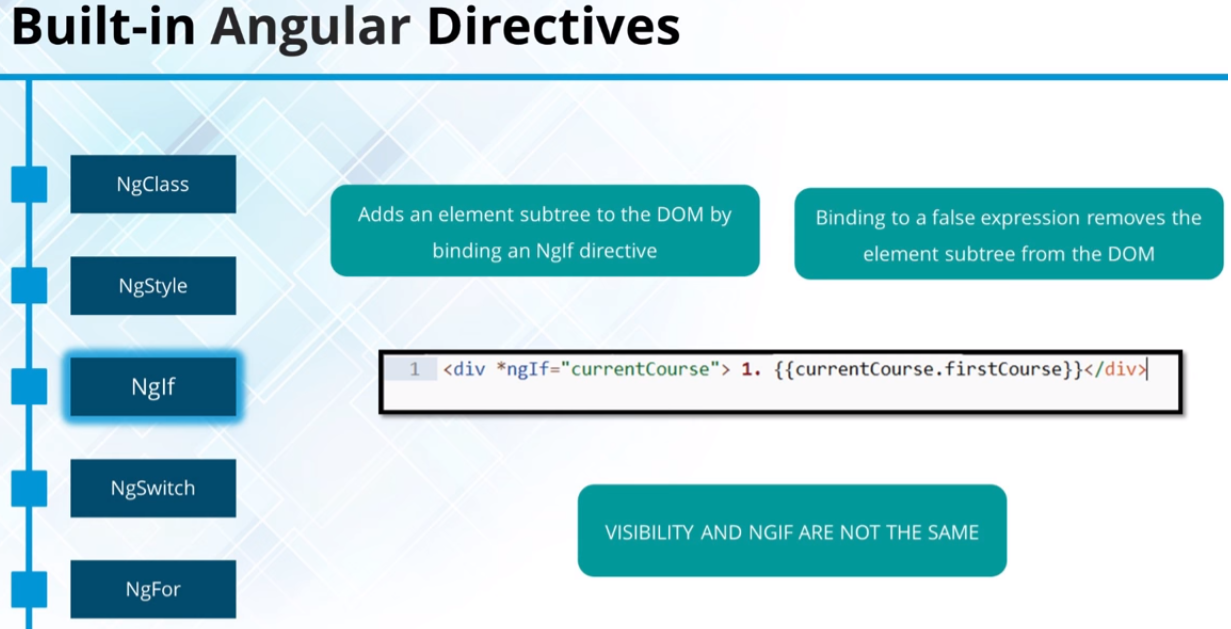 Built-in Angular Directives
NgClass
NgStyle
NgIf
NgSwitch
NgFor
Adds an element subtree to the DOM by
binding an NgIf directive
Binding to a false expression removes the
element subtree from the DOM
1 <div *ngIf="currentCourse"> 1. {{currentCourse.firstCourse}}</div>
VISIBILITY AND NGIF ARE NOT THE SAME